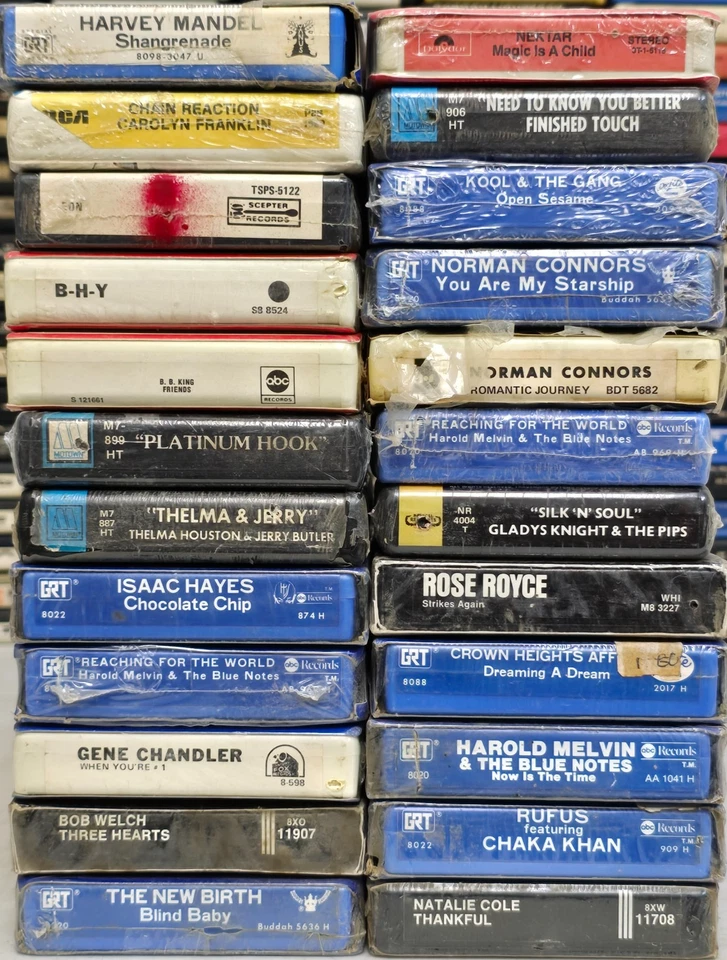 HARVEY MANDEL
Shangrenade
GRT
8098-3047 U
RCA
CHAIN REACTION
CAROLYN FRANKLIN
TSPS-5122
SCEPTER
RECORDS
B-H-Y
SB 8524
B. B. KING
FRIENDS
abc
RECORDS
S 121661
M7-
899
HT
"PLATINUM HOOK"
MOTOWN
M7
887
HT
"THELMA & JERRY"
THELMA HOUSTON & JERRY BUTLER
GRT
ISAAC HAYES
Chocolate Chip
abc Records
T.M.
8022
874 H
GRT
REACHING FOR THE WORLD
Harold Melvin & The Blue Notes
abc Records
T.M.
GENE CHANDLER
WHEN YOU'RE #1
8-598
BOB WELCH
THREE HEARTS
8XO
11907
GRT
THE NEW BIRTH
Blind Baby
Buddah 5636 H
polydor
NEKTAR
Magic Is A Child
STEREO
M7
906
HT
"NEED TO KNOW YOU BETTER
FINISHED TOUCH
GRT
KOOL & THE GANG
Open Sesame
GRT
NORMAN CONNORS
You Are My Starship
Buddah
NORMAN CONNORS
ROMANTIC JOURNEY BDT 5682
REACHING FOR THE WORLD
Harold Melvin & The Blue Notes
abc Records
T.M.
8020
NR
4004
T
"SILK 'N' SOUL"
GLADYS KNIGHT & THE PIPS
ROSE ROYCE
Strikes Again
WHI
M8 3227
GRT
CROWN HEIGHTS AFF
Dreaming A Dream
8088
2017 H
GRT
HAROLD MELVIN
& THE BLUE NOTES
Now Is The Time
abc Records
T.M.
8020
AA 1041 H
GRT
RUFUS
featuring
CHAKA KHAN
abc Records
T.M.
8022
909 H
NATALIE COLE
THANKFUL
8XW
11708